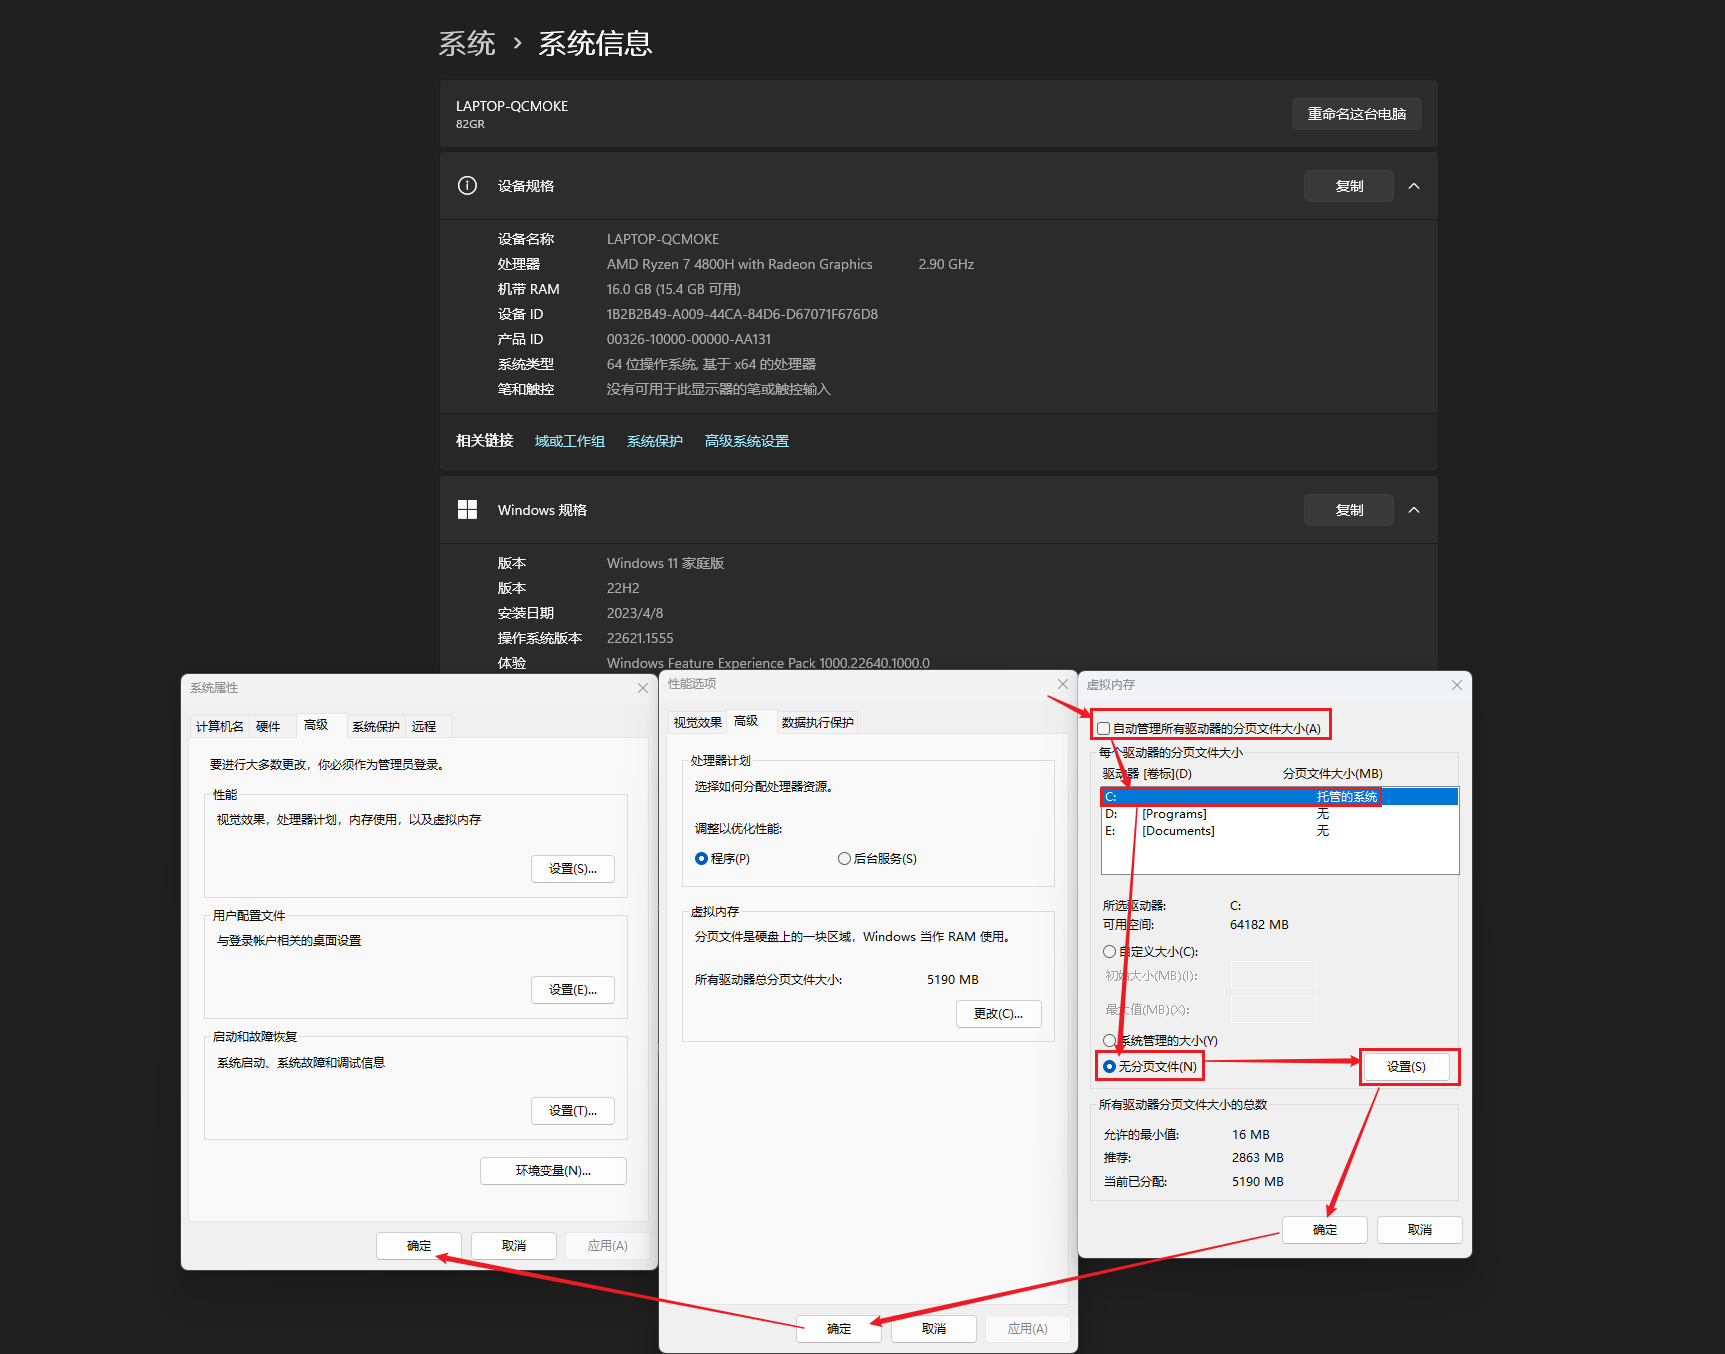 系统 › 系统信息
LAPTOP-QCMOKE
82GR
重命名这台电脑
设备规格
复制
设备名称 LAPTOP-QCMOKE
处理器 AMD Ryzen 7 4800H with Radeon Graphics 2.90 GHz
机带 RAM 16.0 GB (15.4 GB 可用)
设备 ID 1B2B2B49-A009-44CA-84D6-D67071F676D8
产品 ID 00326-10000-00000-AA131
系统类型 64 位操作系统, 基于 x64 的处理器
笔和触控 没有可用于此显示器的笔或触控输入
相关链接 域或工作组 系统保护 高级系统设置
Windows 规格
复制
版本 Windows 11 家庭版
版本 22H2
安装日期 2023/4/8
操作系统版本 22621.1555
体验 Windows Feature Experience Pack 1000.22640.1000.0
系统属性
计算机名 硬件 高级 系统保护 远程
要进行大多数更改，你必须作为管理员登录。
性能
视觉效果，处理器计划，内存使用，以及虚拟内存
设置(S)...
用户配置文件
与登录帐户相关的桌面设置
设置(E)...
启动和故障恢复
系统启动、系统故障和调试信息
设置(T)...
环境变量(N)...
确定 取消 应用(A)
性能选项
视觉效果 高级 数据执行保护
处理器计划
选择如何分配处理器资源。
调整以优化性能:
程序(P) 后台服务(S)
虚拟内存
分页文件是硬盘上的一块区域，Windows 当作 RAM 使用。
所有驱动器总分页文件大小: 5190 MB
更改(C)...
确定 取消 应用(A)
虚拟内存
自动管理所有驱动器的分页文件大小(A)
每个驱动器的分页文件大小
驱动器 [卷标](D) 分页文件大小(MB)
C: 托管的系统
D: [Programs] 无
E: [Documents] 无
所选驱动器: C:
可用空间: 64182 MB
自定义大小(C):
初始大小(MB)(I):
最大值(MB)(X):
系统管理的大小(Y)
无分页文件(N) 设置(S)
所有驱动器分页文件大小的总数
允许的最小值: 16 MB
推荐: 2863 MB
当前已分配: 5190 MB
确定 取消